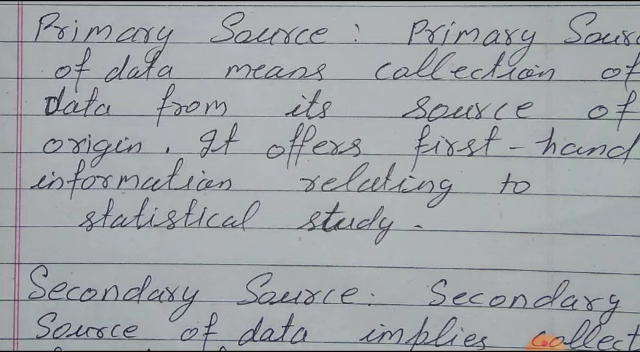 Primary Source : Primary Sourc
of data means collection of
data from its source of
origin. It offers first-hand
information relating to
statistical study.
Secondary Source: Secondary
Source of data implies collect